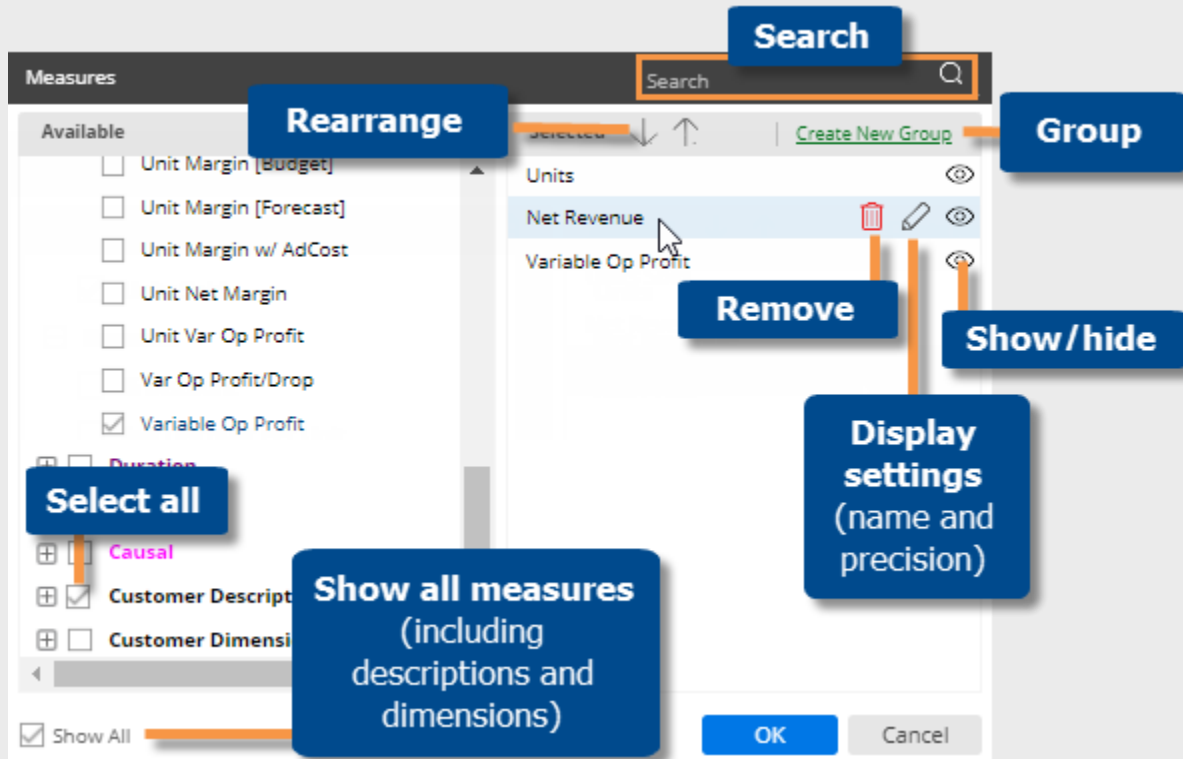 Search
Measures
Search
Rearrange
Available
Selected
Create New Group
Group
Unit Margin [Budget]
Units
Unit Margin [Forecast]
Net Revenue
Unit Margin w/ AdCost
Variable Op Profit
Unit Net Margin
Remove
Unit Var Op Profit
Show/hide
Var Op Profit/Drop
Variable Op Profit
Display
settings
(name and
precision)
Duration
Select all
Causal
Customer Descript
Customer Dimensi
Show all measures
(including
descriptions and
dimensions)
Show All
OK
Cancel